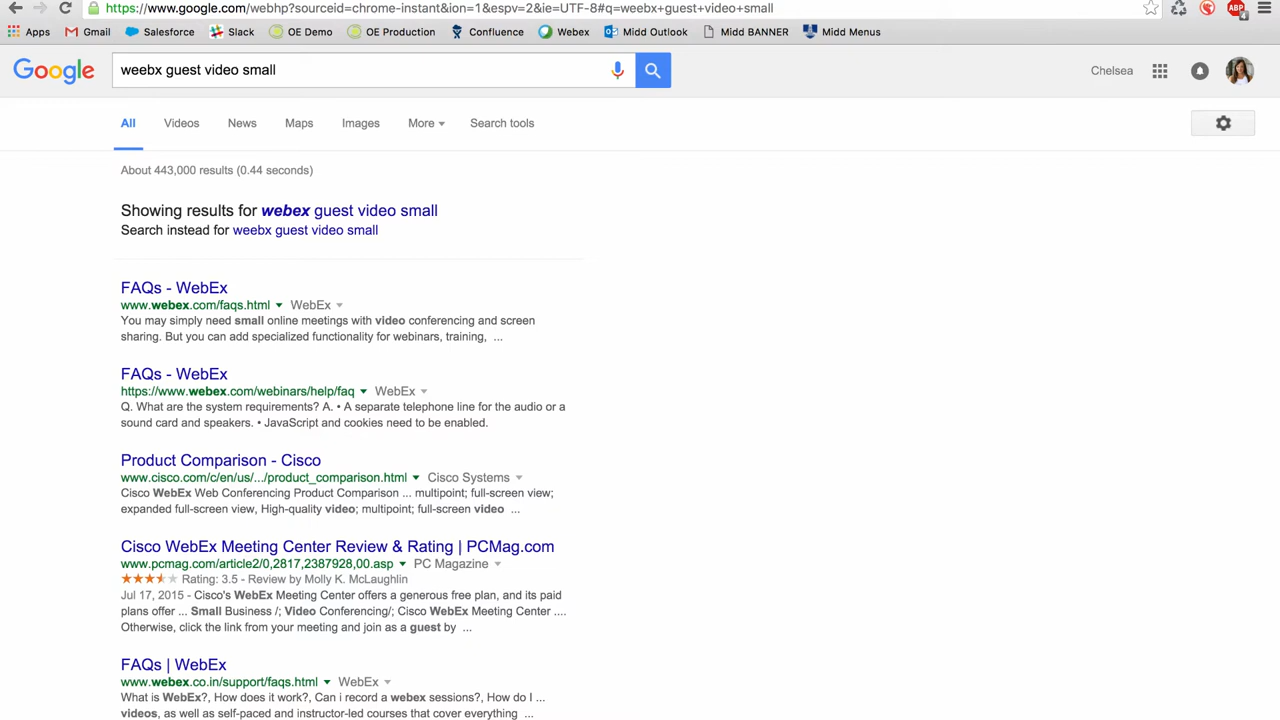 https://www.google.com/webhp?sourceid=chrome-instant&ion=1&espv=2&ie=UTF-8#q=weebx+guest+video+small
ABP
4
Apps Gmail Salesforce Slack OE Demo OE Production Confluence Webex Midd Outlook Midd BANNER Midd Menus
Google weebx guest video small Chelsea
All Videos News Maps Images More Search tools
About 443,000 results (0.44 seconds)
Showing results for webex guest video small
Search instead for weebx guest video small
FAQs - WebEx
www.webex.com/faqs.html WebEx
You may simply need small online meetings with video conferencing and screen
sharing. But you can add specialized functionality for webinars, training, ...
FAQs - WebEx
https://www.webex.com/webinars/help/faq WebEx
Q. What are the system requirements? A. • A separate telephone line for the audio or a
sound card and speakers. • JavaScript and cookies need to be enabled.
Product Comparison - Cisco
www.cisco.com/c/en/us/.../product_comparison.html Cisco Systems
Cisco WebEx Web Conferencing Product Comparison ... multipoint; full-screen view;
expanded full-screen view, High-quality video; multipoint; full-screen video ...
Cisco WebEx Meeting Center Review & Rating | PCMag.com
www.pcmag.com/article2/0,2817,2387928,00.asp PC Magazine
Rating: 3.5 - Review by Molly K. McLaughlin
Jul 17, 2015 - Cisco's WebEx Meeting Center offers a generous free plan, and its paid
plans offer ... Small Business /; Video Conferencing/; Cisco WebEx Meeting Center ....
Otherwise, click the link from your meeting and join as a guest by ...
FAQs | WebEx
www.webex.co.in/support/faqs.html WebEx
What is WebEx?, How does it work?, Can i record a webex sessions?, How do I ...
videos, as well as self-paced and instructor-led courses that cover everything ...